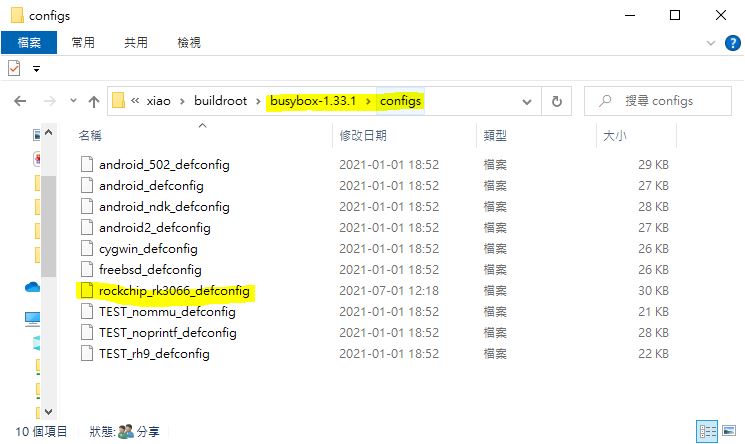 configs
檔案 常用 共用 檢視
« xiao › buildroot › busybox-1.33.1 › configs 搜尋 configs
名稱 修改日期 類型 大小
android_502_defconfig 2021-01-01 18:52 檔案 29 KB
android_defconfig 2021-01-01 18:52 檔案 27 KB
android_ndk_defconfig 2021-01-01 18:52 檔案 28 KB
android2_defconfig 2021-01-01 18:52 檔案 27 KB
cygwin_defconfig 2021-01-01 18:52 檔案 26 KB
freebsd_defconfig 2021-01-01 18:52 檔案 26 KB
rockchip_rk3066_defconfig 2021-07-01 12:18 檔案 30 KB
TEST_nommu_defconfig 2021-01-01 18:52 檔案 21 KB
TEST_noprintf_defconfig 2021-01-01 18:52 檔案 28 KB
TEST_rh9_defconfig 2021-01-01 18:52 檔案 22 KB
10 個項目 狀態: 分享